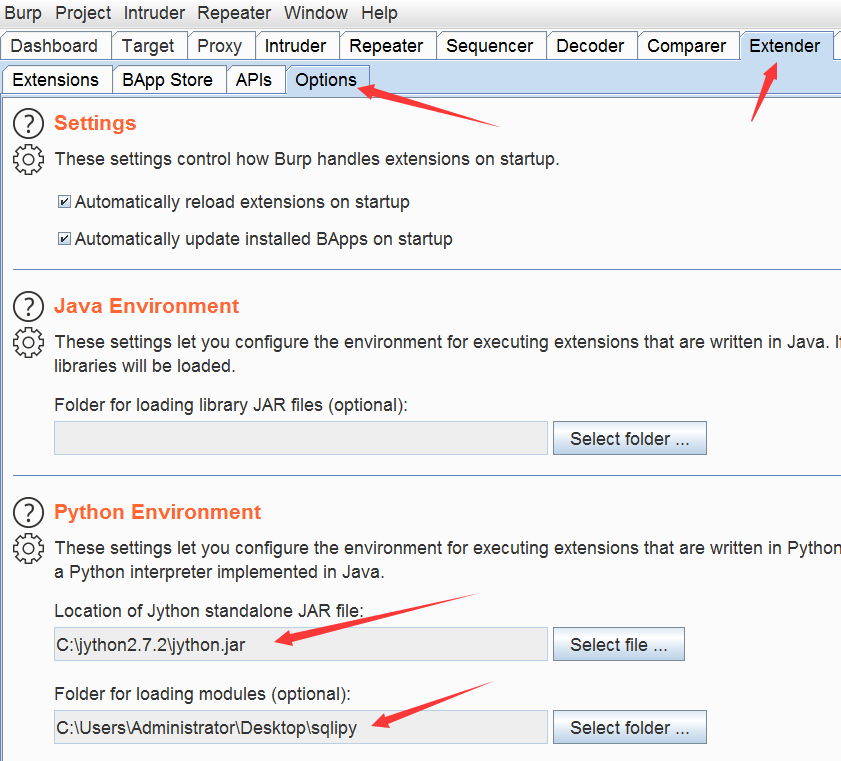 Burp Project Intruder Repeater Window Help
Dashboard Target Proxy Intruder Repeater Sequencer Decoder Comparer Extender
Extensions BApp Store APIs Options
? Settings
These settings control how Burp handles extensions on startup.
Automatically reload extensions on startup
Automatically update installed BApps on startup
? Java Environment
These settings let you configure the environment for executing extensions that are written in Java. I
libraries will be loaded.
Folder for loading library JAR files (optional):
Select folder ...
? Python Environment
These settings let you configure the environment for executing extensions that are written in Python
a Python interpreter implemented in Java.
Location of Jython standalone JAR file:
C:\jython2.7.2\jython.jar Select file ...
Folder for loading modules (optional):
C:\Users\Administrator\Desktop\sqlipy Select folder ...